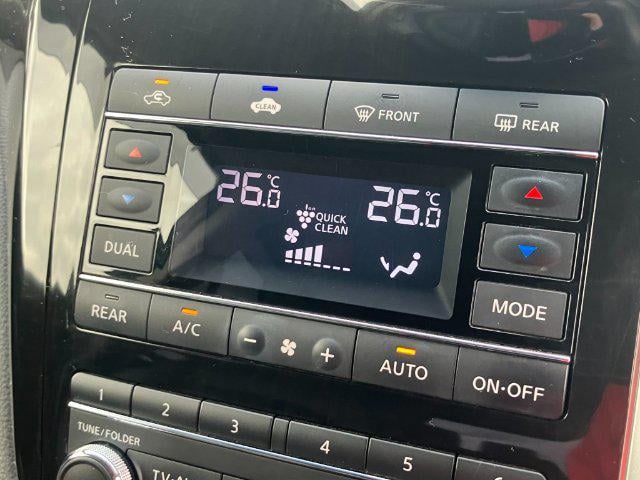 CLEAN
FRONT
REAR
26.0 °C
26.0 °C
QUICK
CLEAN
DUAL
MODE
REAR
A/C
- +
AUTO
ON·OFF
1 2 3 4 5
TUNE/FOLDER